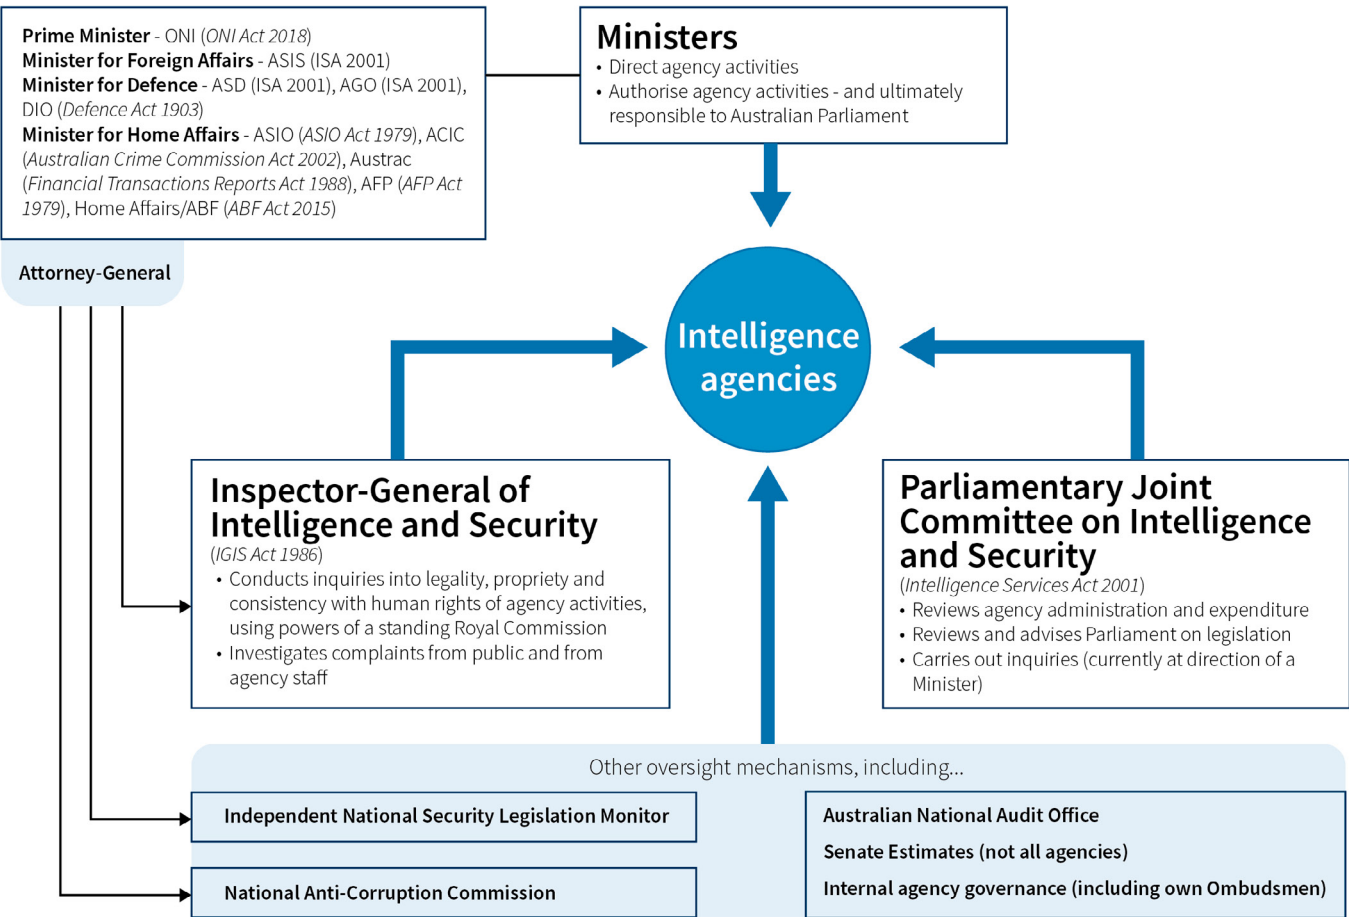 Prime Minister - ONI (ONI Act 2018)
Minister for Foreign Affairs - ASIS (ISA 2001)
Minister for Defence - ASD (ISA 2001), AGO (ISA 2001),
DIO (Defence Act 1903)
Minister for Home Affairs - ASIO (ASIO Act 1979), ACIC
(Australian Crime Commission Act 2002), Austrac
(Financial Transactions Reports Act 1988), AFP (AFP Act
1979), Home Affairs/ABF (ABF Act 2015)
Attorney-General
Ministers
• Direct agency activities
• Authorise agency activities - and ultimately
responsible to Australian Parliament
Intelligence
agencies
Inspector-General of
Intelligence and Security
(IGIS Act 1986)
• Conducts inquiries into legality, propriety and
consistency with human rights of agency activities,
using powers of a standing Royal Commission
• Investigates complaints from public and from
agency staff
Parliamentary Joint
Committee on Intelligence
and Security
(Intelligence Services Act 2001)
• Reviews agency administration and expenditure
• Reviews and advises Parliament on legislation
• Carries out inquiries (currently at direction of a
Minister)
Other oversight mechanisms, including...
Independent National Security Legislation Monitor
National Anti-Corruption Commission
Australian National Audit Office
Senate Estimates (not all agencies)
Internal agency governance (including own Ombudsmen)